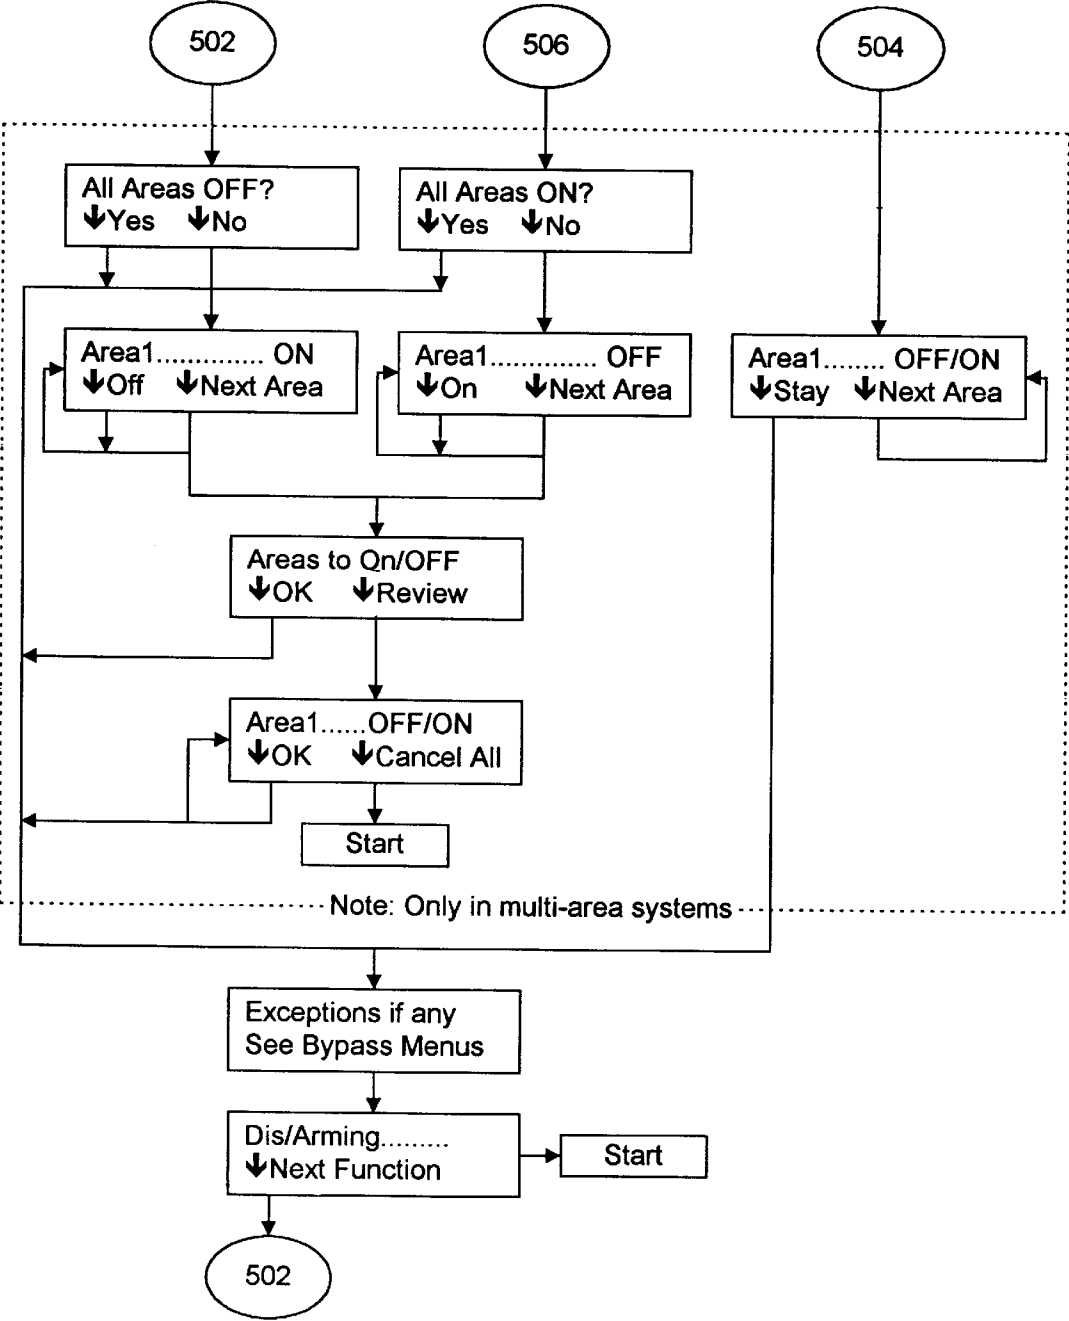 502
506
504
All Areas OFF?
↓Yes ↓No
All Areas ON?
↓Yes ↓No
Area1.............. ON
↓Off ↓Next Area
Area1.............. OFF
↓On ↓Next Area
Area1........ OFF/ON
↓Stay ↓Next Area
Areas to On/OFF
↓OK ↓Review
Area1......OFF/ON
↓OK ↓Cancel All
Start
Note: Only in multi-area systems
Exceptions if any
See Bypass Menus
Dis/Arming.........
↓Next Function
Start
502